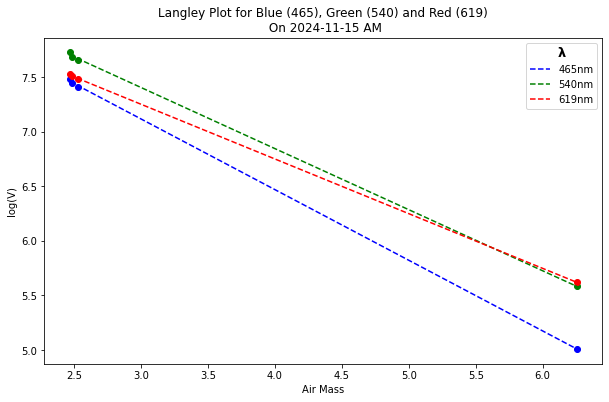 Langley Plot for Blue (465), Green (540) and Red (619)
On 2024-11-15 AM
λ
465nm
540nm
619nm
log(V)
7.5
7.0
6.5
6.0
5.5
5.0
2.5 3.0 3.5 4.0 4.5 5.0 5.5 6.0
Air Mass